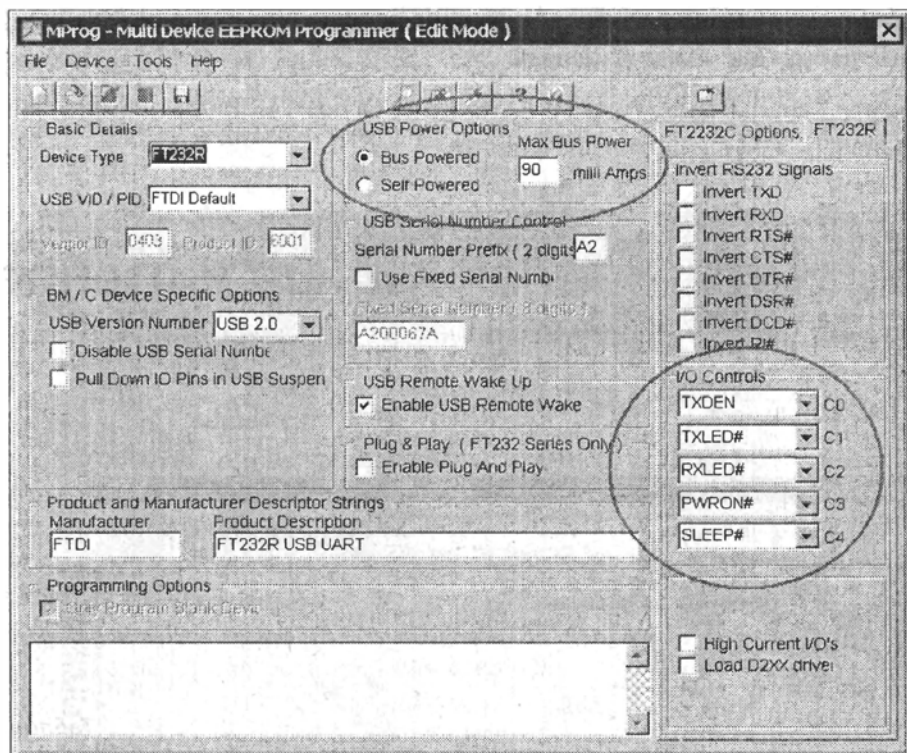 MProg - Multi Device EEPROM Programmer ( Edit Mode )
File Device Tools Help
Basic Details
Device Type FT232R
USB VID / PID FTDI Default
Vendor ID 0403 Product ID 6001
BM / C Device Specific Options
USB Version Number USB 2.0
Disable USB Serial Numbe
Pull Down IO Pins in USB Suspen
USB Power Options
Bus Powered
Self Powered
Max Bus Power
90 milli Amps
USB Serial Number Control
Serial Number Prefix ( 2 digits A2
Use Fixed Serial Numbe
Fixed Serial Number ( 8 digits )
A200067A
USB Remote Wake Up
Enable USB Remote Wake
Plug & Play ( FT232 Series Only )
Enable Plug And Play
Product and Manufacturer Descriptor Strings
Manufacturer Product Description
FTDI FT232R USB UART
Programming Options
Only Program Blank Device
FT2232C Options FT232R
Invert RS232 Signals
Invert TXD
Invert RXD
Invert RTS#
Invert CTS#
Invert DTR#
Invert DSR#
Invert DCD#
Invert RI#
I/O Controls
TXDEN C0
TXLED# C1
RXLED# C2
PWRON# C3
SLEEP# C4
High Current I/O's
Load D2XX driver